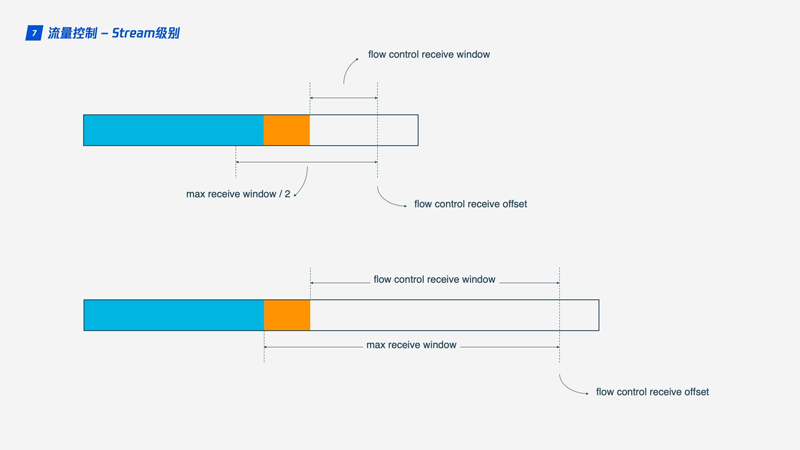 7 流量控制 – Stream级别
flow control receive window
max receive window / 2
flow control receive offset
flow control receive window
max receive window
flow control receive offset